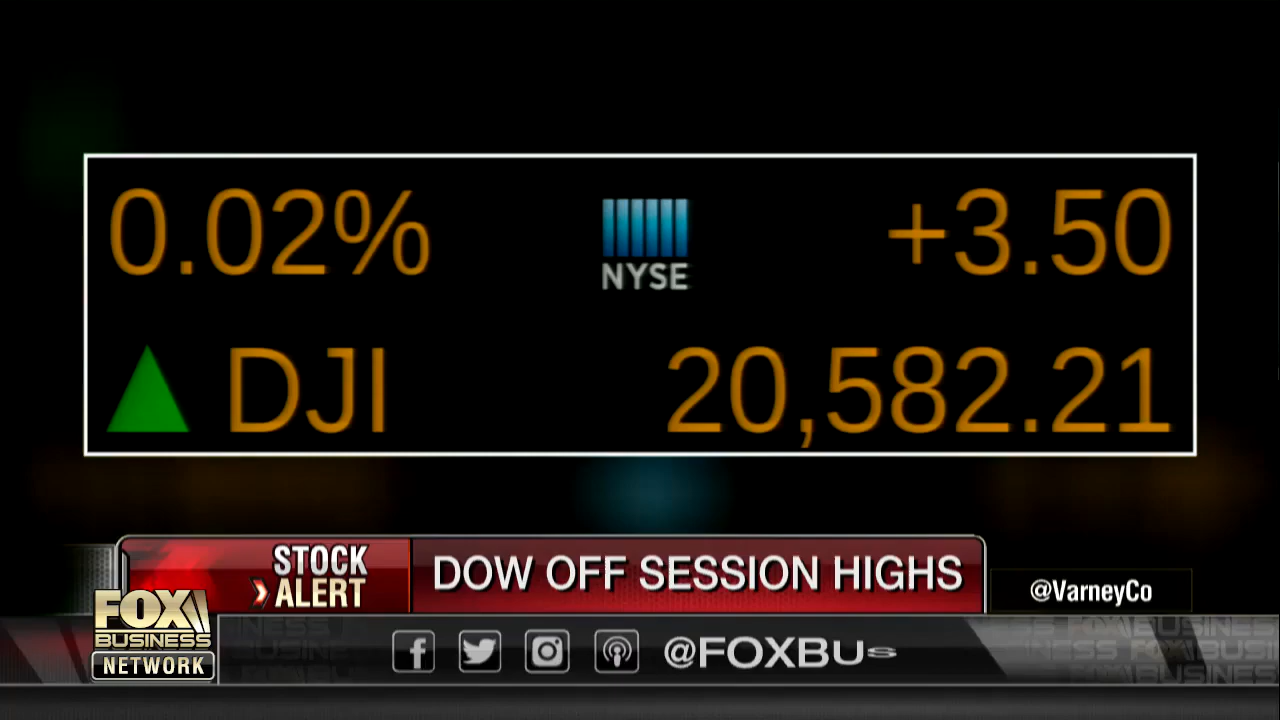 0.02%
NYSE
+3.50
▲ DJI
20,582.21
STOCK
ALERT
DOW OFF SESSION HIGHS
@VarneyCo
FOX
BUSINESS
NETWORK
@FOXBUS